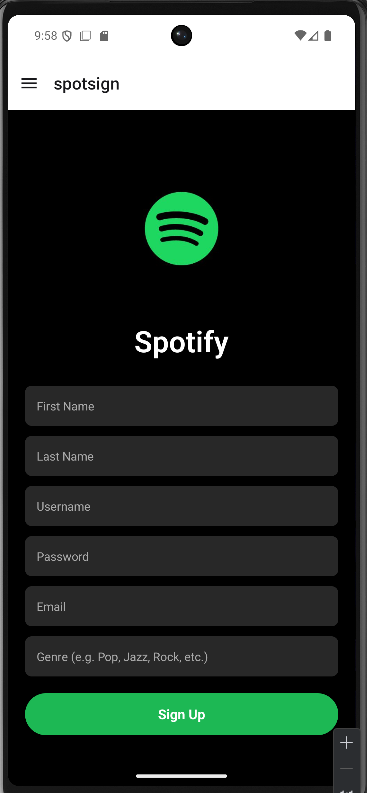 9:58
spotsign
Spotify
First Name
Last Name
Username
Password
Email
Genre (e.g. Pop, Jazz, Rock, etc.)
Sign Up